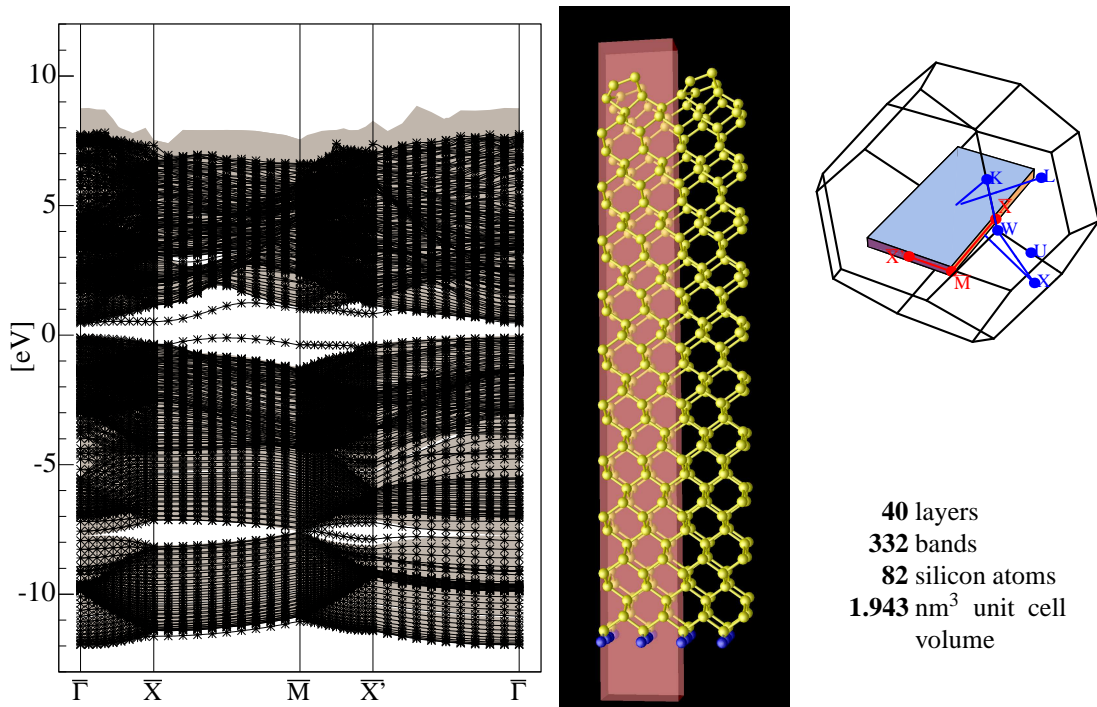 10
5
0
-5
-10
[eV]
Γ̅
X̅
M̅
X̅'
Γ̅
K
L
X
W
U
X
M
X
40 layers
332 bands
82 silicon atoms
1.943 nm³ unit cell
volume